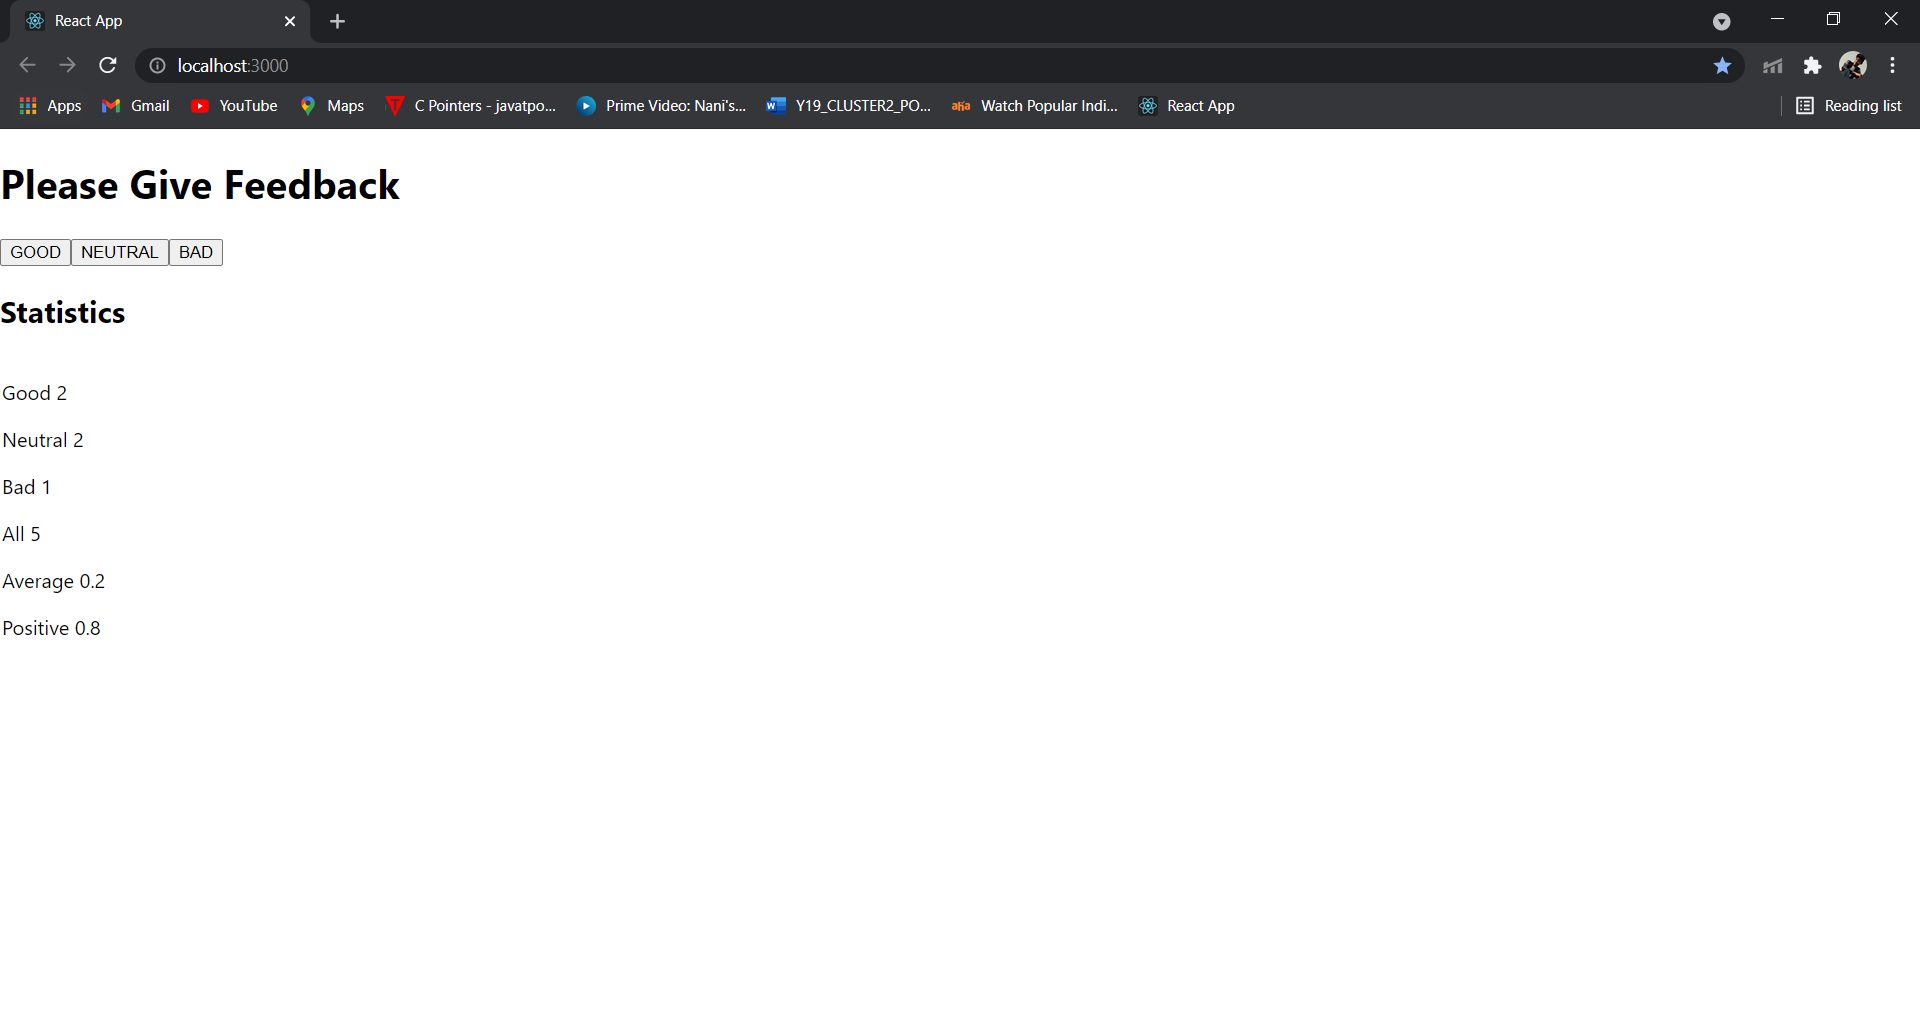 React App
localhost:3000
Apps Gmail YouTube Maps C Pointers - javatpo... Prime Video: Nani's... Y19_CLUSTER2_PO... aha Watch Popular Indi... React App Reading list
Please Give Feedback
GOOD NEUTRAL BAD
Statistics
Good 2
Neutral 2
Bad 1
All 5
Average 0.2
Positive 0.8